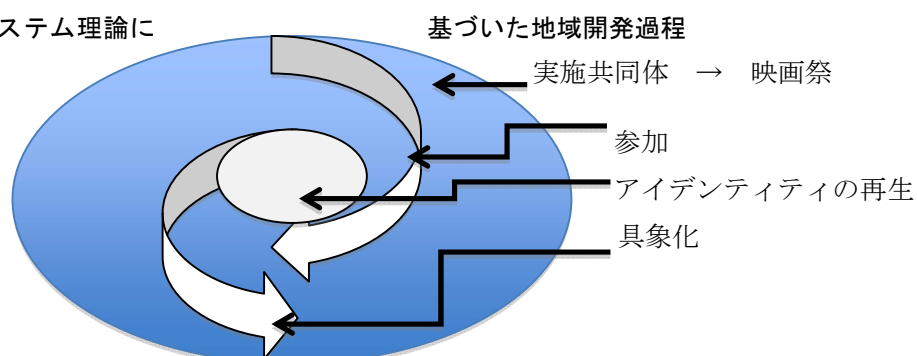 ステム理論に　基づいた地域開発過程
実施共同体　→　映画祭
参加
アイデンティティの再生
具象化